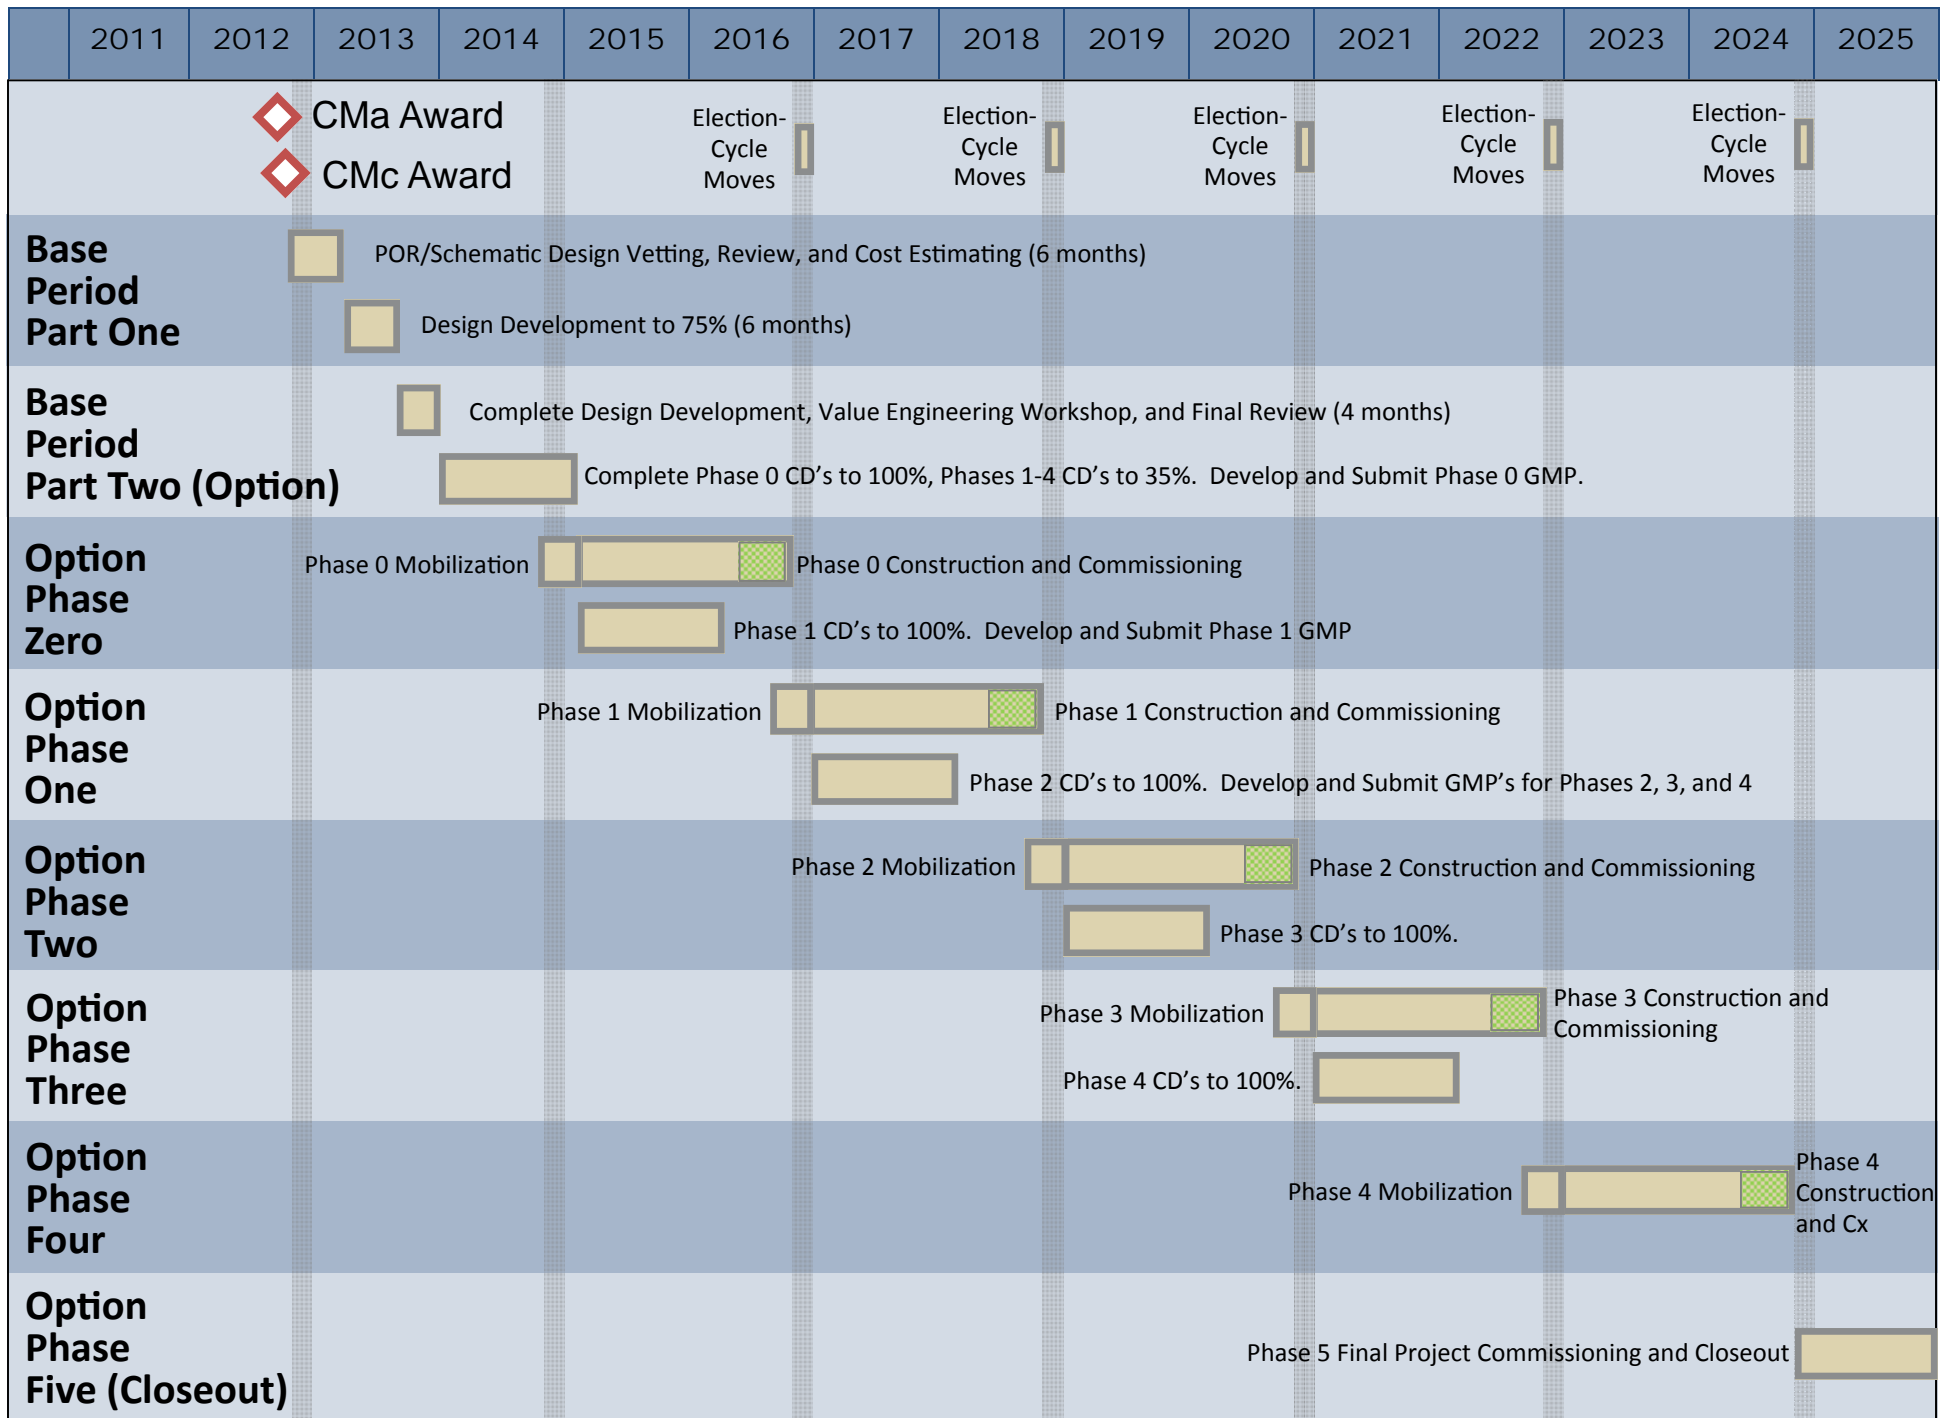 2011 2012 2013 2014 2015 2016 2017 2018 2019 2020 2021 2022 2023 2024 2025
CMa Award
CMc Award
Election-
Cycle
Moves
Election-
Cycle
Moves
Election-
Cycle
Moves
Election-
Cycle
Moves
Election-
Cycle
Moves
Base
Period
Part One
POR/Schematic Design Vetting, Review, and Cost Estimating (6 months)
Design Development to 75% (6 months)
Base
Period
Part Two (Option)
Complete Design Development, Value Engineering Workshop, and Final Review (4 months)
Complete Phase 0 CD's to 100%, Phases 1-4 CD's to 35%. Develop and Submit Phase 0 GMP.
Option
Phase
Zero
Phase 0 Mobilization
Phase 0 Construction and Commissioning
Phase 1 CD's to 100%. Develop and Submit Phase 1 GMP
Option
Phase
One
Phase 1 Mobilization
Phase 1 Construction and Commissioning
Phase 2 CD's to 100%. Develop and Submit GMP's for Phases 2, 3, and 4
Option
Phase
Two
Phase 2 Mobilization
Phase 2 Construction and Commissioning
Phase 3 CD's to 100%.
Option
Phase
Three
Phase 3 Mobilization
Phase 3 Construction and
Commissioning
Phase 4 CD's to 100%.
Option
Phase
Four
Phase 4 Mobilization
Phase 4
Construction
and Cx
Option
Phase
Five (Closeout)
Phase 5 Final Project Commissioning and Closeout